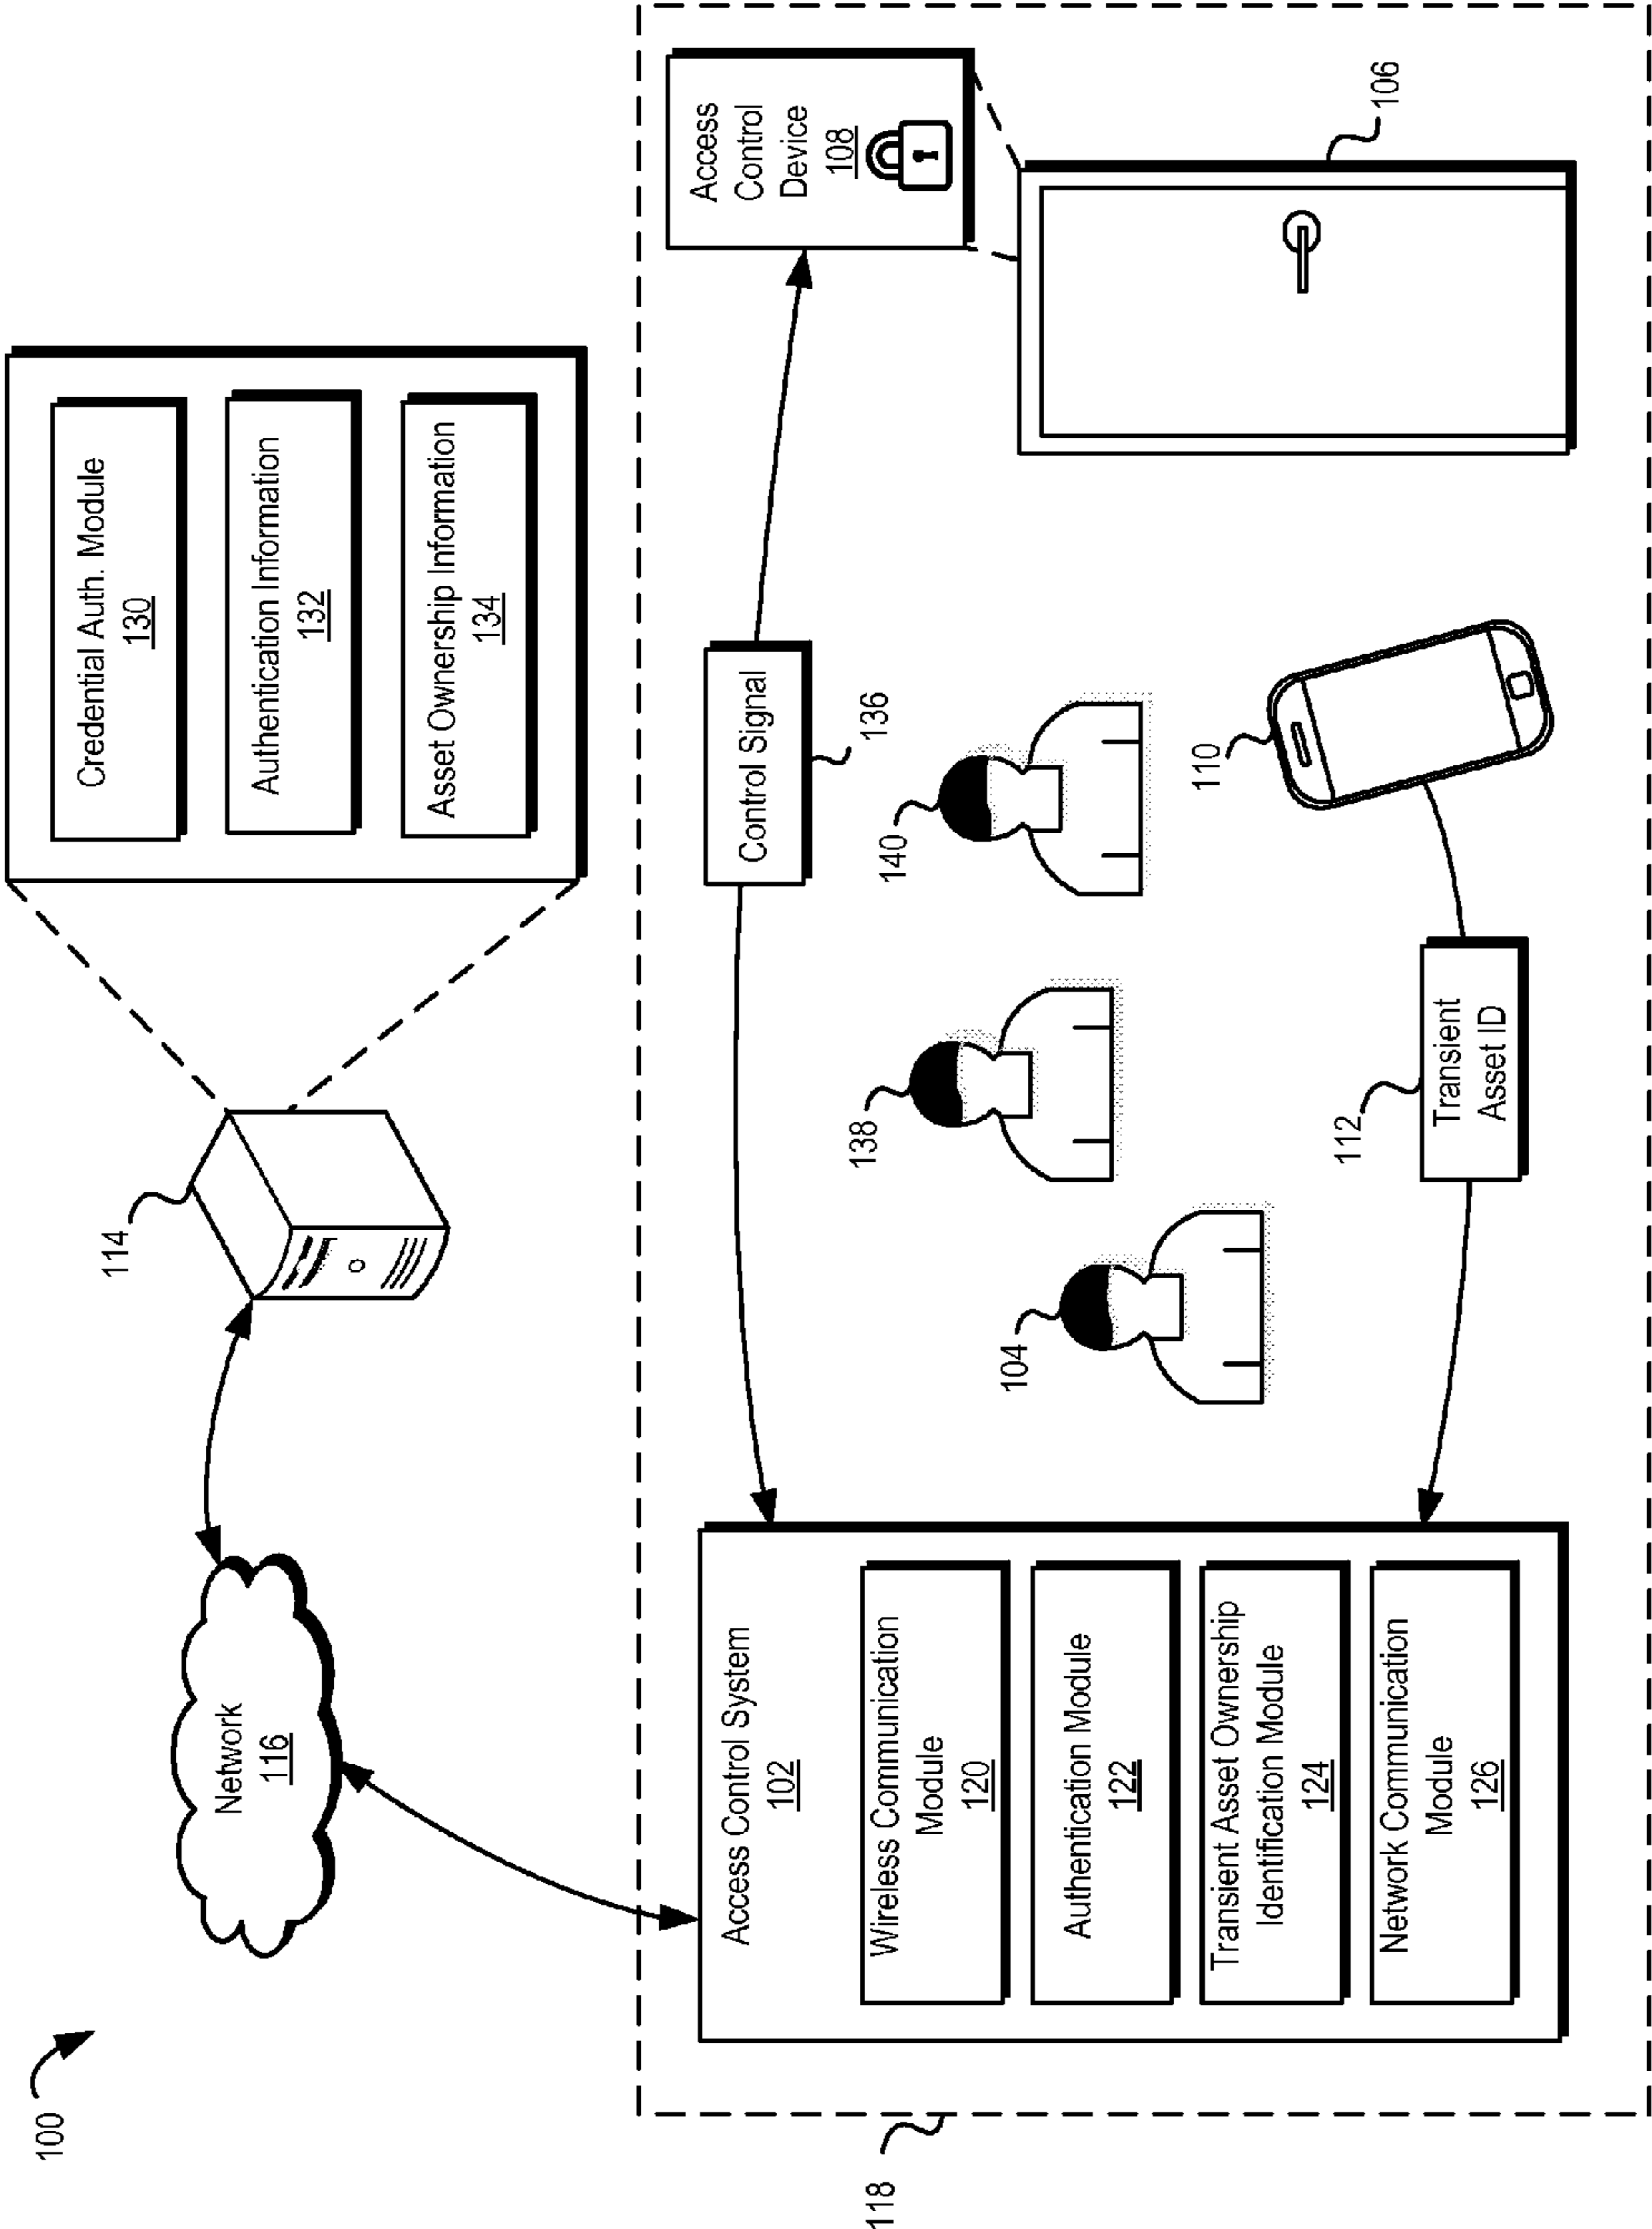 100
Network
116
114
Credential Auth. Module
130
Authentication Information
132
Asset Ownership Information
134
118
Access Control System
102
Wireless Communication
Module
120
Authentication Module
122
Transient Asset Ownership
Identification Module
124
Network Communication
Module
126
Control Signal
136
Access
Control
Device
108
104
138
140
110
112
Transient
Asset ID
106